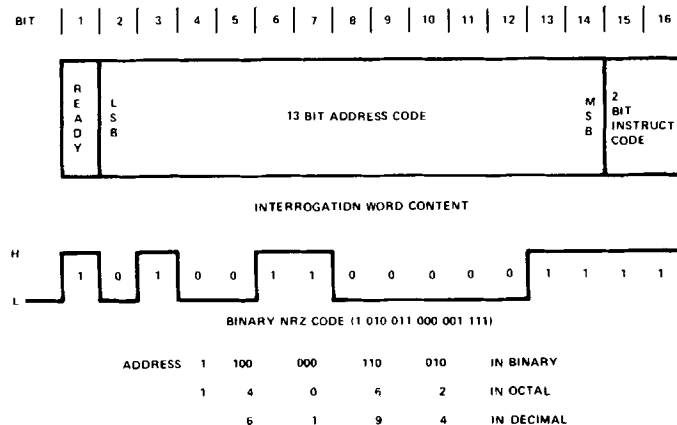 BIT 1 2 3 4 5 6 7 8 9 10 11 12 13 14 15 16
READY
LSB
13 BIT ADDRESS CODE
MSB
2
BIT
INSTRUCT
CODE
INTERROGATION WORD CONTENT
H
1 0 1 0 0 1 1 0 0 0 0 0 1 1 1 1
L
BINARY NRZ CODE (1 010 011 000 001 111)
ADDRESS 1 100 000 110 010 IN BINARY
1 4 0 6 2 IN OCTAL
6 1 9 4 IN DECIMAL